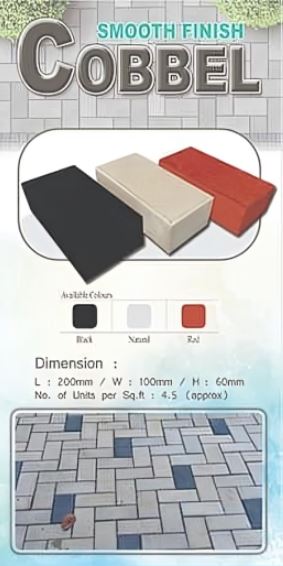 SMOOTH FINISH
COBBEL
Available Colours
Black Natural Red
Dimension :
L : 200mm / W : 100mm / H : 60mm
No. of Units per Sq.ft : 4.5 (approx)